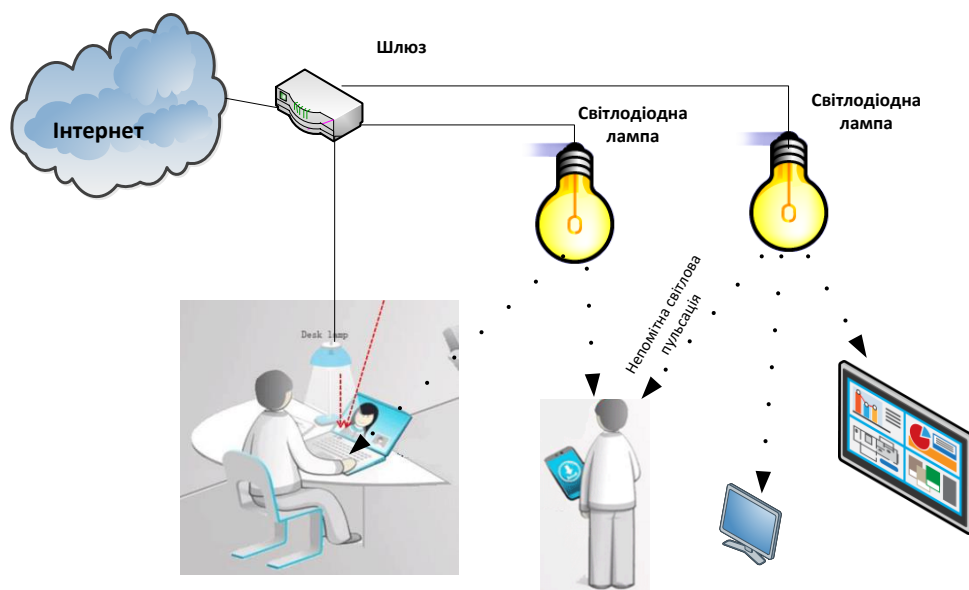 Шлюз
Інтернет
Світлодіодна
лампа
Світлодіодна
лампа
Непомітна світлова
пульсація
Desk lamp